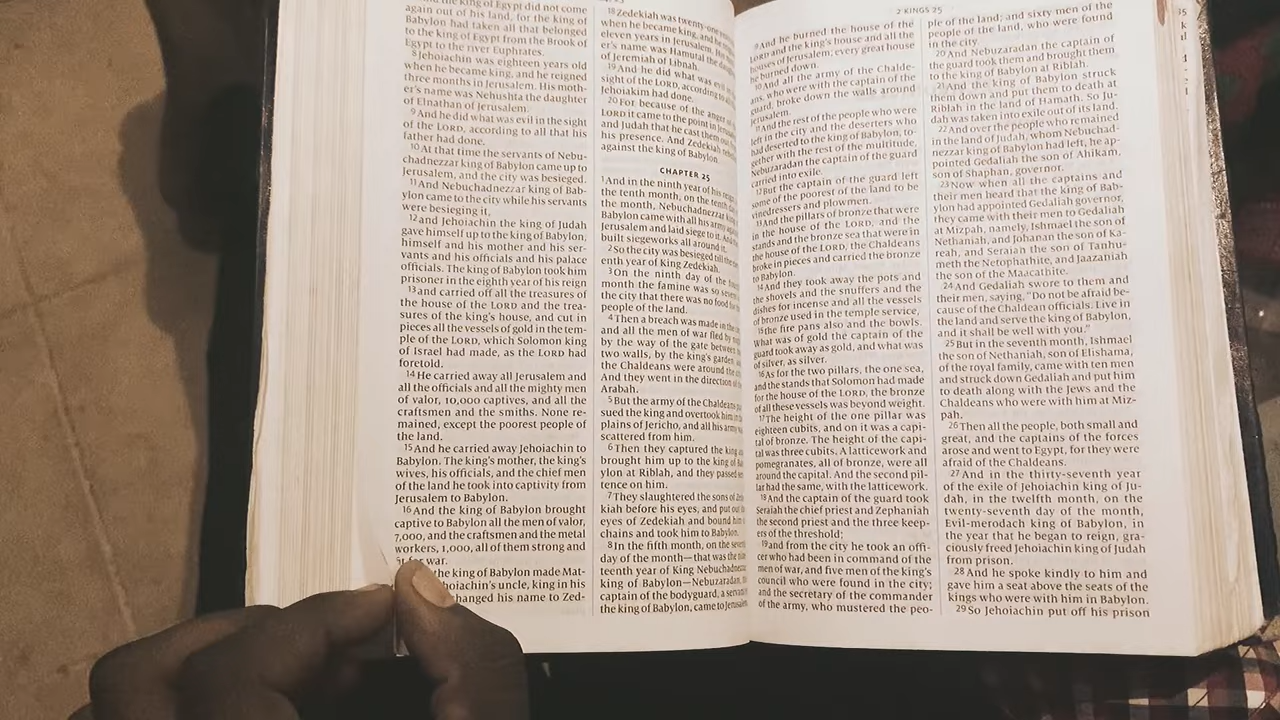 the king of Egypt did not come
again out of his land, for the king of
Babylon had taken all that belonged
to the king of Egypt from the Brook of
Egypt to the river Euphrates.
8 Jehoiachin was eighteen years old
when he became king, and he reigned
three months in Jerusalem. His moth-
er's name was Nehushta the daughter
of Elnathan of Jerusalem.
9 And he did what was evil in the sight
of the LORD, according to all that his
father had done.
10 At that time the servants of Nebu-
chadnezzar king of Babylon came up to
Jerusalem, and the city was besieged.
11 And Nebuchadnezzar king of Bab-
ylon came to the city while his servants
were besieging it,
12 and Jehoiachin the king of Judah
gave himself up to the king of Babylon,
himself and his mother and his ser-
vants and his officials and his palace
officials. The king of Babylon took him
prisoner in the eighth year of his reign
13 and carried off all the treasures of
the house of the LORD and the trea-
sures of the king's house, and cut in
pieces all the vessels of gold in the tem-
ple of the LORD, which Solomon king
of Israel had made, as the LORD had
foretold.
14 He carried away all Jerusalem and
all the officials and all the mighty men
of valor, 10,000 captives, and all the
craftsmen and the smiths. None re-
mained, except the poorest people of
the land.
15 And he carried away Jehoiachin to
Babylon. The king's mother, the king's
wives, his officials, and the chief men
of the land he took into captivity from
Jerusalem to Babylon.
16 And the king of Babylon brought
captive to Babylon all the men of valor,
7,000, and the craftsmen and the metal
workers, 1,000, all of them strong and
fit for war.
the king of Babylon made Mat-
Jehoiachin's uncle, king in his
changed his name to Zed-
18 Zedekiah was twenty-one
when he became king, and he
eleven years in Jerusalem. His
er's name was Hamutal the
of Jeremiah of Libnah.
19 And he did what was evil in
sight of the LORD, according to
Jehoiakim had done.
20 For because of the anger
LORD it came to the point in
and Judah that he cast them
his presence. And Zedekiah
against the king of Babylon.
CHAPTER 25
1 And in the ninth year of his
the tenth month, on the tenth
the month, Nebuchadnezzar
Babylon came with all his army
Jerusalem and laid siege to it. And
built siegeworks all around it.
2 So the city was besieged till the
enth year of King Zedekiah.
3 On the ninth day of the
month the famine was so
the city that there was no food
people of the land.
4 Then a breach was made in the
and all the men of war fled by
by the way of the gate between
two walls, by the king's garden,
the Chaldeans were around the
And they went in the direction of
Arabah.
5 But the army of the Chaldeans
sued the king and overtook him in
plains of Jericho, and all his army
scattered from him.
6 Then they captured the king
brought him up to the king of
ylon at Riblah, and they passed
tence on him.
7 They slaughtered the sons of
kiah before his eyes, and put out
eyes of Zedekiah and bound him
chains and took him to Babylon.
8 In the fifth month, on the
day of the month—that was the
teenth year of King Nebuchadnezzar
king of Babylon—Nebuzaradan,
captain of the bodyguard, a servant
the king of Babylon, came to Jerusalem
2 KINGS 25
9 And he burned the house of the
LORD and the king's house and all the
houses of Jerusalem; every great house
he burned down.
10 And all the army of the Chalde-
ans, who were with the captain of the
guard, broke down the walls around
Jerusalem.
11 And the rest of the people who were
left in the city and the deserters who
had deserted to the king of Babylon, to-
gether with the rest of the multitude,
Nebuzaradan the captain of the guard
carried into exile.
12 But the captain of the guard left
some of the poorest of the land to be
vinedressers and plowmen.
13 And the pillars of bronze that were
in the house of the LORD, and the
stands and the bronze sea that were in
the house of the LORD, the Chaldeans
broke in pieces and carried the bronze
to Babylon.
14 And they took away the pots and
the shovels and the snuffers and the
dishes for incense and all the vessels
of bronze used in the temple service,
15 the fire pans also and the bowls.
What was of gold the captain of the
guard took away as gold, and what was
of silver, as silver.
16 As for the two pillars, the one sea,
and the stands that Solomon had made
for the house of the LORD, the bronze
of all these vessels was beyond weight.
17 The height of the one pillar was
eighteen cubits, and on it was a capi-
tal of bronze. The height of the capi-
tal was three cubits. A latticework and
pomegranates, all of bronze, were all
around the capital. And the second pil-
lar had the same, with the latticework.
18 And the captain of the guard took
Seraiah the chief priest and Zephaniah
the second priest and the three keep-
ers of the threshold;
19 and from the city he took an offi-
cer who had been in command of the
men of war, and five men of the king's
council who were found in the city;
and the secretary of the commander
of the army, who mustered the peo-
ple of the land; and sixty men of the
people of the land, who were found
in the city
20 And Nebuzaradan the captain of
the guard took them and brought them
to the king of Babylon at Riblah.
21 And the king of Babylon struck
them down and put them to death at
Riblah in the land of Hamath. So Ju-
dah was taken into exile out of its land.
22 And over the people who remained
in the land of Judah, whom Nebuchad-
nezzar king of Babylon had left, he ap-
pointed Gedaliah the son of Ahikam,
son of Shaphan, governor.
23 Now when all the captains and
their men heard that the king of Bab-
ylon had appointed Gedaliah governor,
they came with their men to Gedaliah
at Mizpah, namely, Ishmael the son of
Nethaniah, and Johanan the son of Ka-
reah, and Seraiah the son of Tanhu-
meth the Netophathite, and Jaazaniah
the son of the Maacathite.
24 And Gedaliah swore to them and
their men, saying, "Do not be afraid be-
cause of the Chaldean officials. Live in
the land and serve the king of Babylon,
and it shall be well with you."
25 But in the seventh month, Ishmael
the son of Nethaniah, son of Elishama,
of the royal family, came with ten men
and struck down Gedaliah and put him
to death along with the Jews and the
Chaldeans who were with him at Miz-
pah.
26 Then all the people, both small and
great, and the captains of the forces
arose and went to Egypt, for they were
afraid of the Chaldeans.
27 And in the thirty-seventh year
of the exile of Jehoiachin king of Ju-
dah, in the twelfth month, on the
twenty-seventh day of the month,
Evil-merodach king of Babylon, in
the year that he began to reign, gra-
ciously freed Jehoiachin king of Judah
from prison.
28 And he spoke kindly to him and
gave him a seat above the seats of the
kings who were with him in Babylon.
29 So Jehoiachin put off his prison